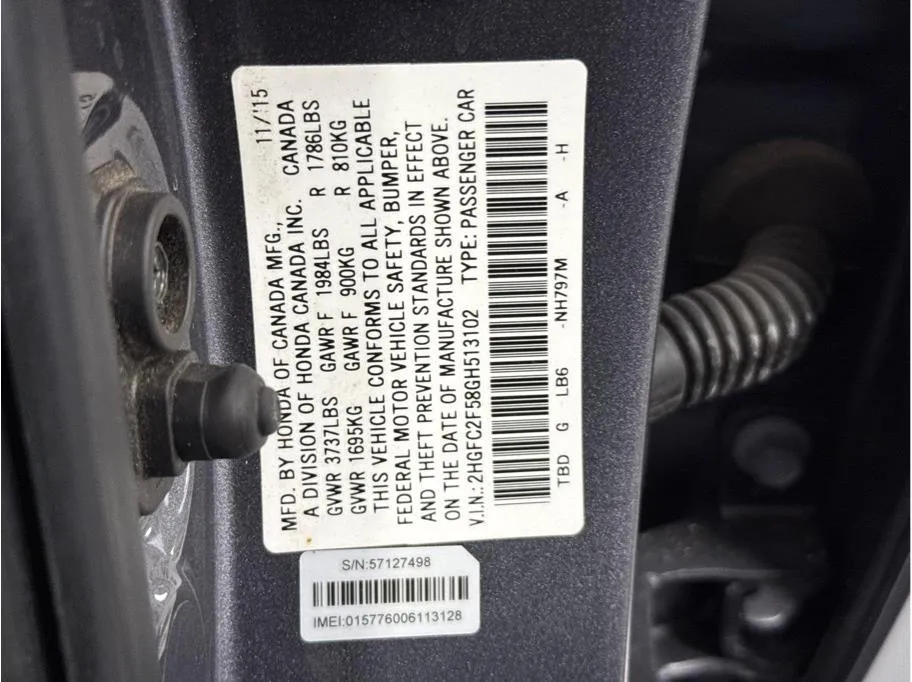 11/'15
MFD. BY HONDA OF CANADA MFG.,
A DIVISION OF HONDA CANADA INC. CANADA
GVWR 3737LBS GAWR F 1984LBS R 1786LBS
GVWR 1695KG GAWR F 900KG R 810KG
THIS VEHICLE CONFORMS TO ALL APPLICABLE
FEDERAL MOTOR VEHICLE SAFETY, BUMPER,
AND THEFT PREVENTION STANDARDS IN EFFECT
ON THE DATE OF MANUFACTURE SHOWN ABOVE.
V.I.N.: 2HGFC2F58GH513102 TYPE: PASSENGER CAR
TBD G - LB6 -NH797M -A -H
S/N:57127498
IMEI:015776006113128